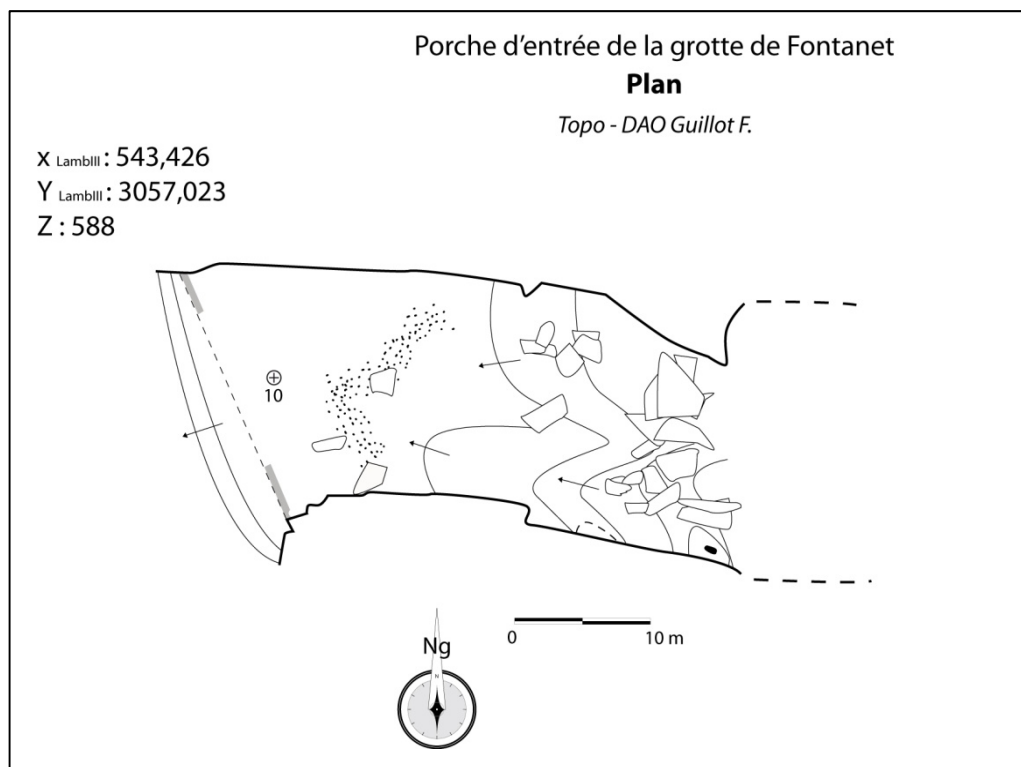 Porche d'entrée de la grotte de Fontanet
Plan
Topo - DAO Guillot F.
x LambIII : 543,426
Y LambIII : 3057,023
Z : 588
10
0 10 m
Ng
N